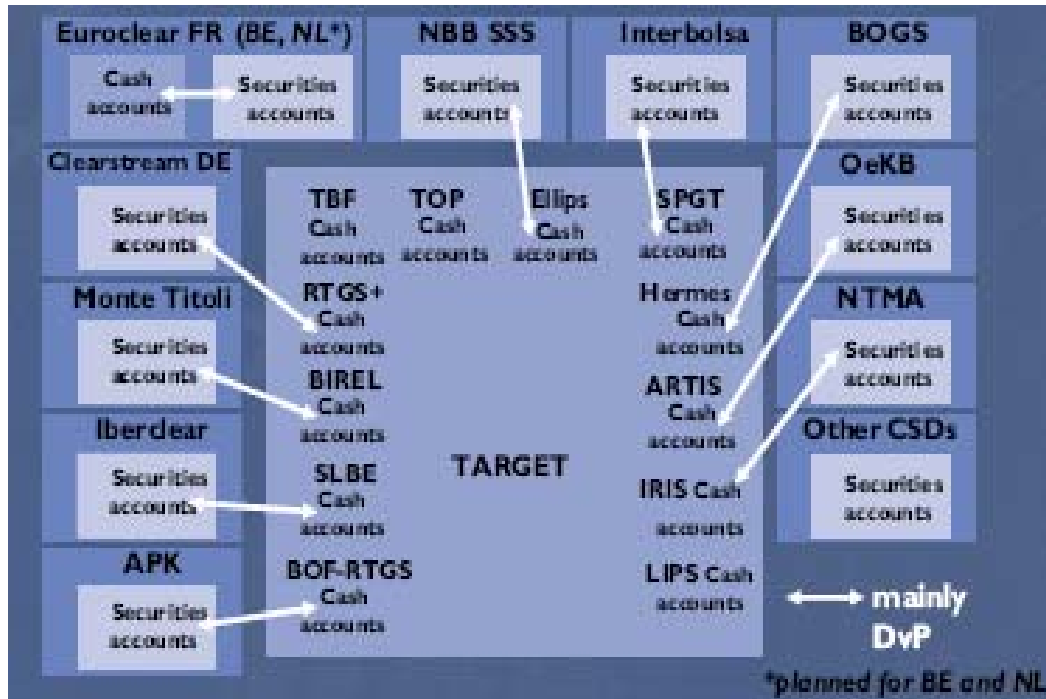 Euroclear FR (BE, NL*)
Cash
accounts
Securities
accounts
NBB SSS
Securities
accounts
Interbolsa
Securities
accounts
BOGS
Securities
accounts
Clearstream DE
Securities
accounts
Monte Titoli
Securities
accounts
Iberclear
Securities
accounts
APK
Securities
accounts
TBF
Cash
accounts
TOP
Cash
accounts
Ellips
Cash
accounts
SPGT
Cash
accounts
RTGS+
Cash
accounts
BIREL
Cash
accounts
SLBE
Cash
accounts
BOF-RTGS
Cash
accounts
TARGET
Hermes
Cash
accounts
ARTIS
Cash
accounts
IRIS Cash
accounts
LIPS Cash
accounts
OeKB
Securities
accounts
NTMA
Securities
accounts
Other CSDs
Securities
accounts
mainly
DvP
*planned for BE and NL